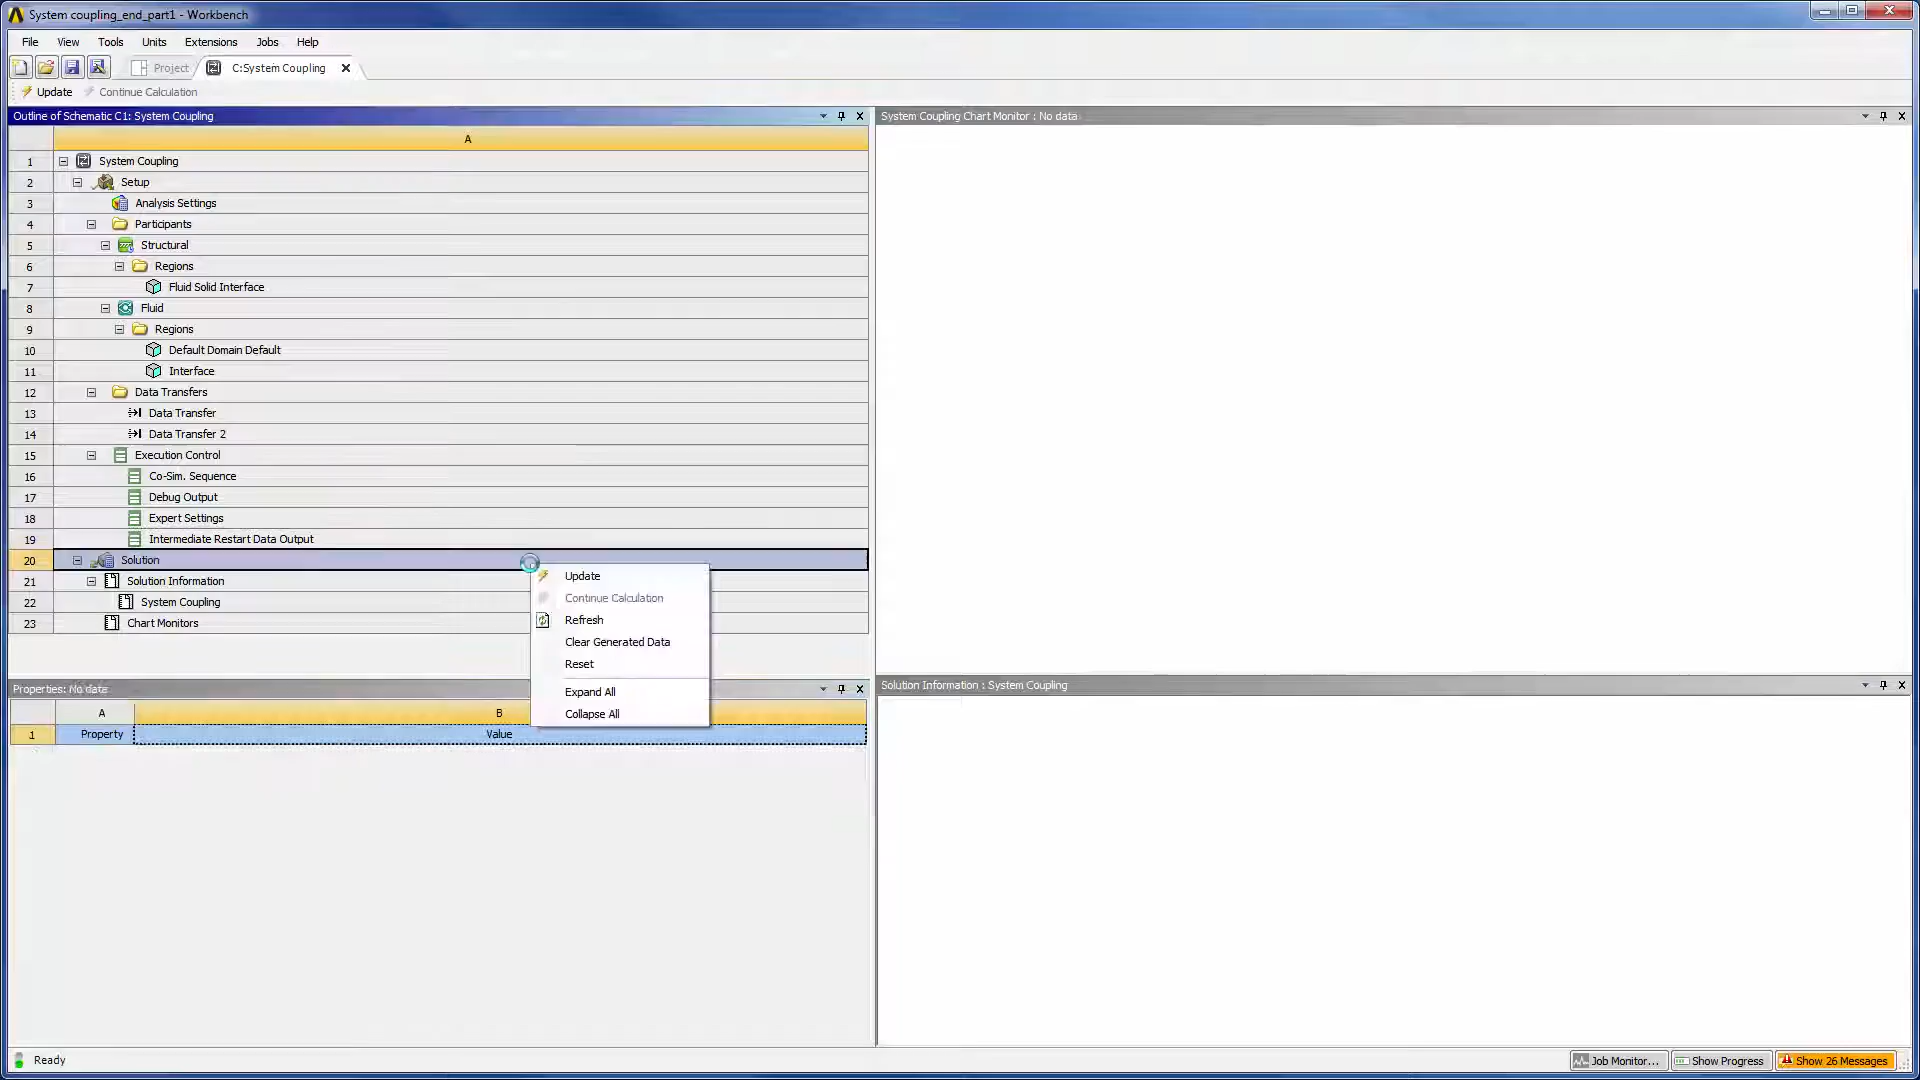 System coupling_end_part1 - Workbench
File View Tools Units Extensions Jobs Help
Project C:System Coupling
Update Continue Calculation
Outline of Schematic C1: System Coupling
A
1 System Coupling
2 Setup
3 Analysis Settings
4 Participants
5 Structural
6 Regions
7 Fluid Solid Interface
8 Fluid
9 Regions
10 Default Domain Default
11 Interface
12 Data Transfers
13 Data Transfer
14 Data Transfer 2
15 Execution Control
16 Co-Sim. Sequence
17 Debug Output
18 Expert Settings
19 Intermediate Restart Data Output
20 Solution
21 Solution Information
22 System Coupling
23 Chart Monitors
Update
Continue Calculation
Refresh
Clear Generated Data
Reset
Expand All
Collapse All
Properties: No data
A B
1 Property Value
System Coupling Chart Monitor : No data
Solution Information : System Coupling
Ready
Job Monitor... Show Progress Show 26 Messages